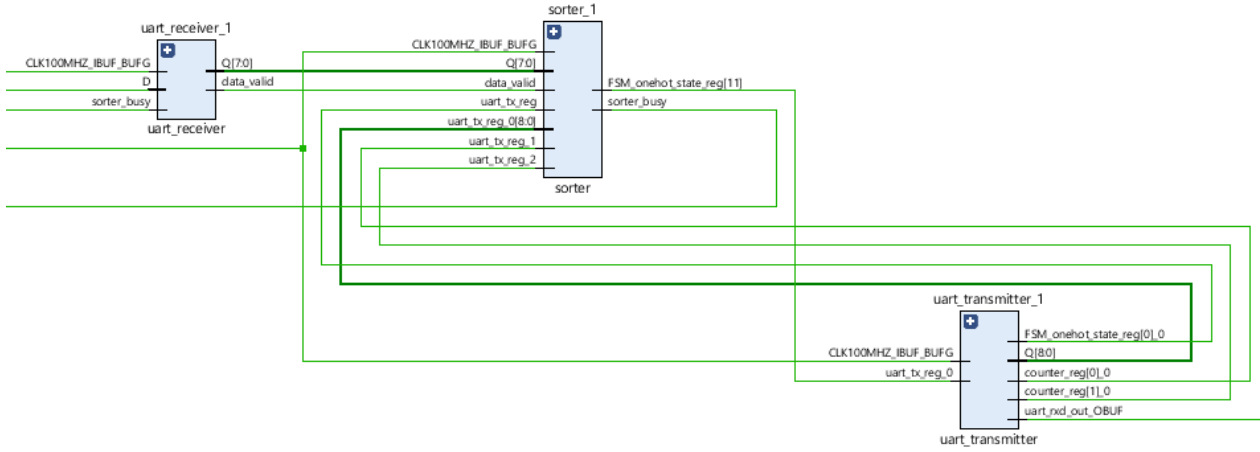 uart_receiver_1
CLK100MHZ_IBUF_BUFG
D
sorter_busy
Q[7:0]
data_valid
uart_receiver
sorter_1
CLK100MHZ_IBUF_BUFG
Q[7:0]
data_valid
uart_tx_reg
uart_tx_reg_0[8:0]
uart_tx_reg_1
uart_tx_reg_2
FSM_onehot_state_reg[11]
sorter_busy
sorter
uart_transmitter_1
CLK100MHZ_IBUF_BUFG
uart_tx_reg_0
FSM_onehot_state_reg[0]_0
Q[8:0]
counter_reg[0]_0
counter_reg[1]_0
uart_rxd_out_OBUF
uart_transmitter